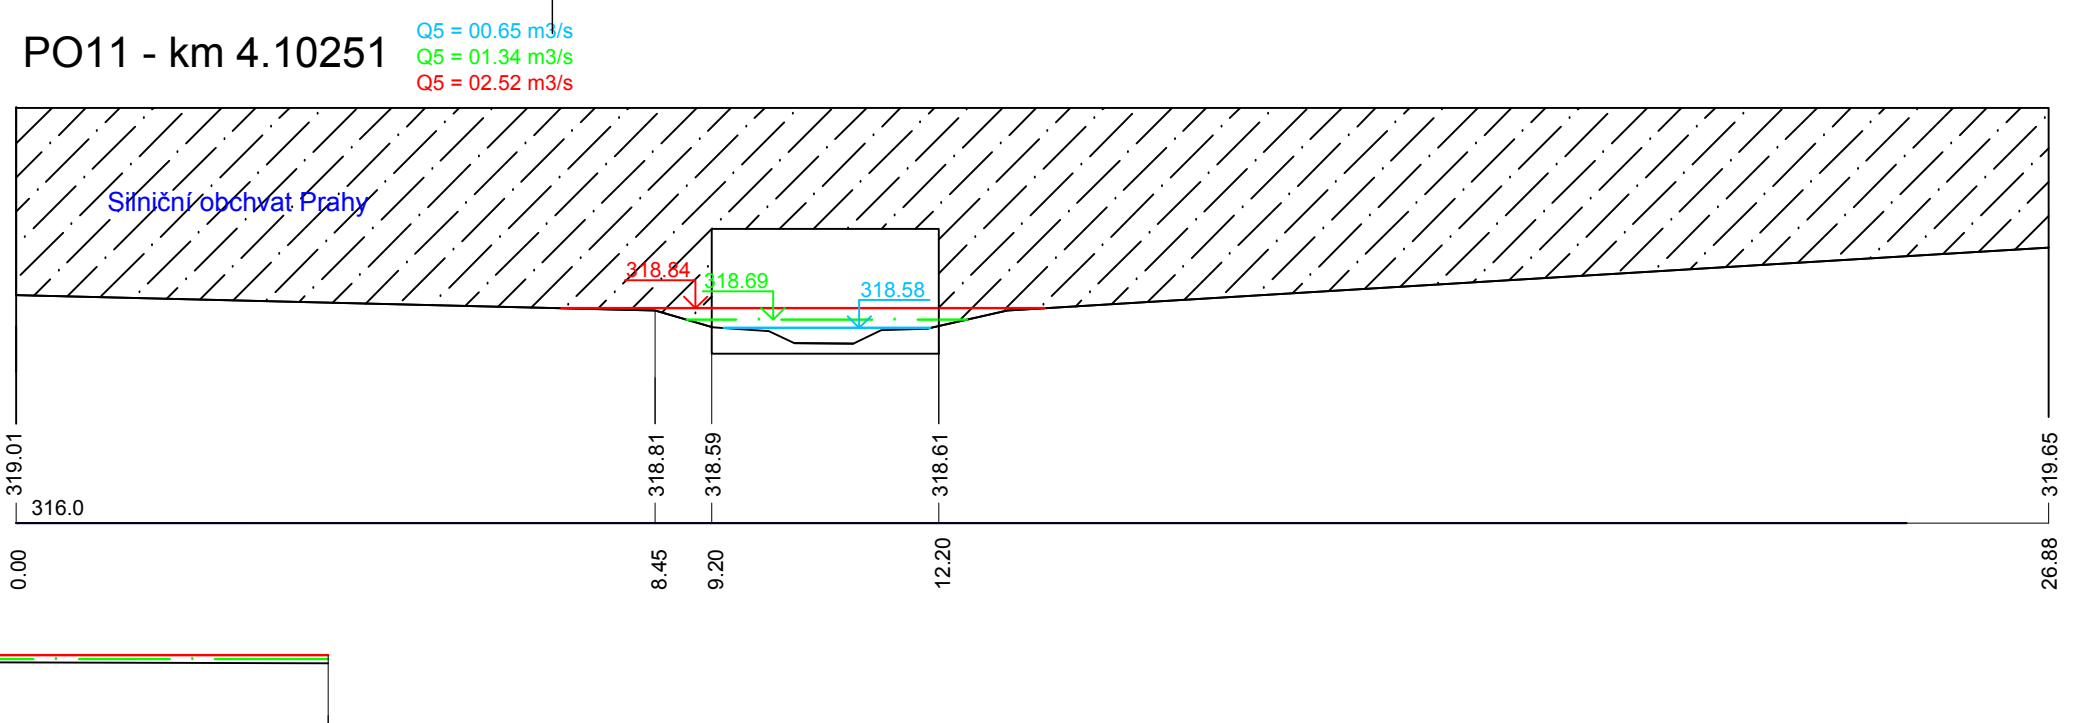 PO11 - km 4.10251
Q5 = 00.65 m3/s
Q5 = 01.34 m3/s
Q5 = 02.52 m3/s
Silniční obchvat Prahy
318.84
318.69
318.58
319.01
318.81
318.59
318.61
319.65
316.0
0.00
8.45
9.20
12.20
26.88